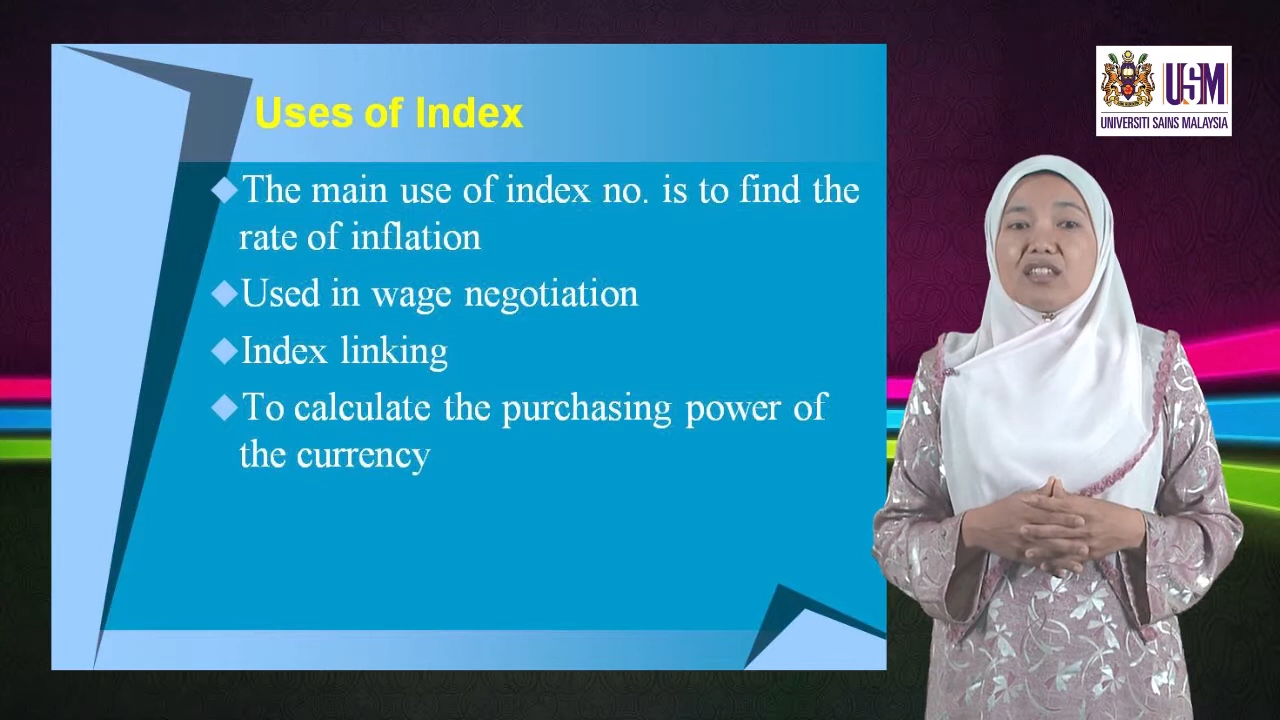 Uses of Index
The main use of index no. is to find the
rate of inflation
Used in wage negotiation
Index linking
To calculate the purchasing power of
the currency
USM
UNIVERSITI SAINS MALAYSIA